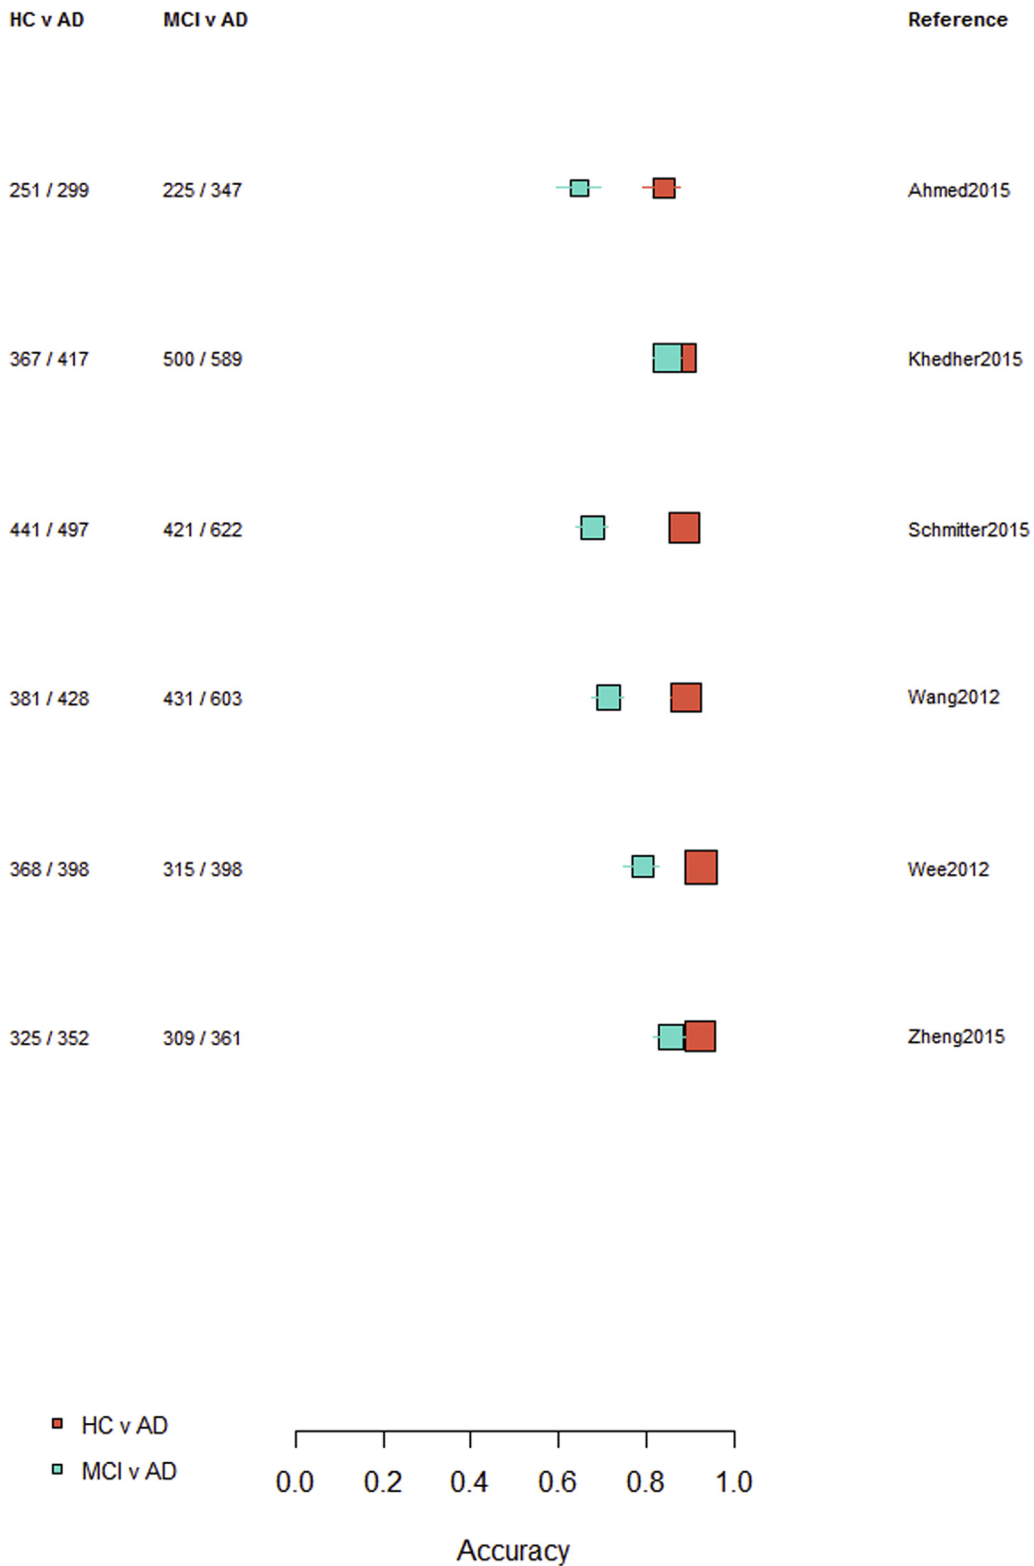 HC v AD MCI v AD Reference
251 / 299 225 / 347 Ahmed2015
367 / 417 500 / 589 Khedher2015
441 / 497 421 / 622 Schmitter2015
381 / 428 431 / 603 Wang2012
368 / 398 315 / 398 Wee2012
325 / 352 309 / 361 Zheng2015
HC v AD
MCI v AD
0.0 0.2 0.4 0.6 0.8 1.0
Accuracy